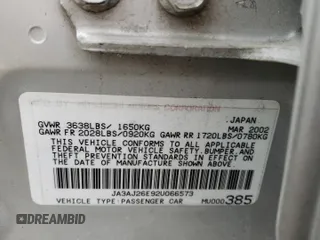 CORPORATION
JAPAN
GVWR 3638LBS/ 1650KG MAR 2002
GAWR FR 2028LBS/0920KG GAWR RR 1720LBS/0780KG
THIS VEHICLE CONFORMS TO ALL APPLICABLE
FEDERAL MOTOR VEHICLE SAFETY, BUMPER, AND
THEFT PREVENTION STANDARDS IN EFFECT ON
THE DATE OF MANUFACTURE SHOWN ABOVE.
JA3AJ26E92U066573
VEHICLE TYPE:PASSENGER CAR MU000385
AUTOBIDMASTER